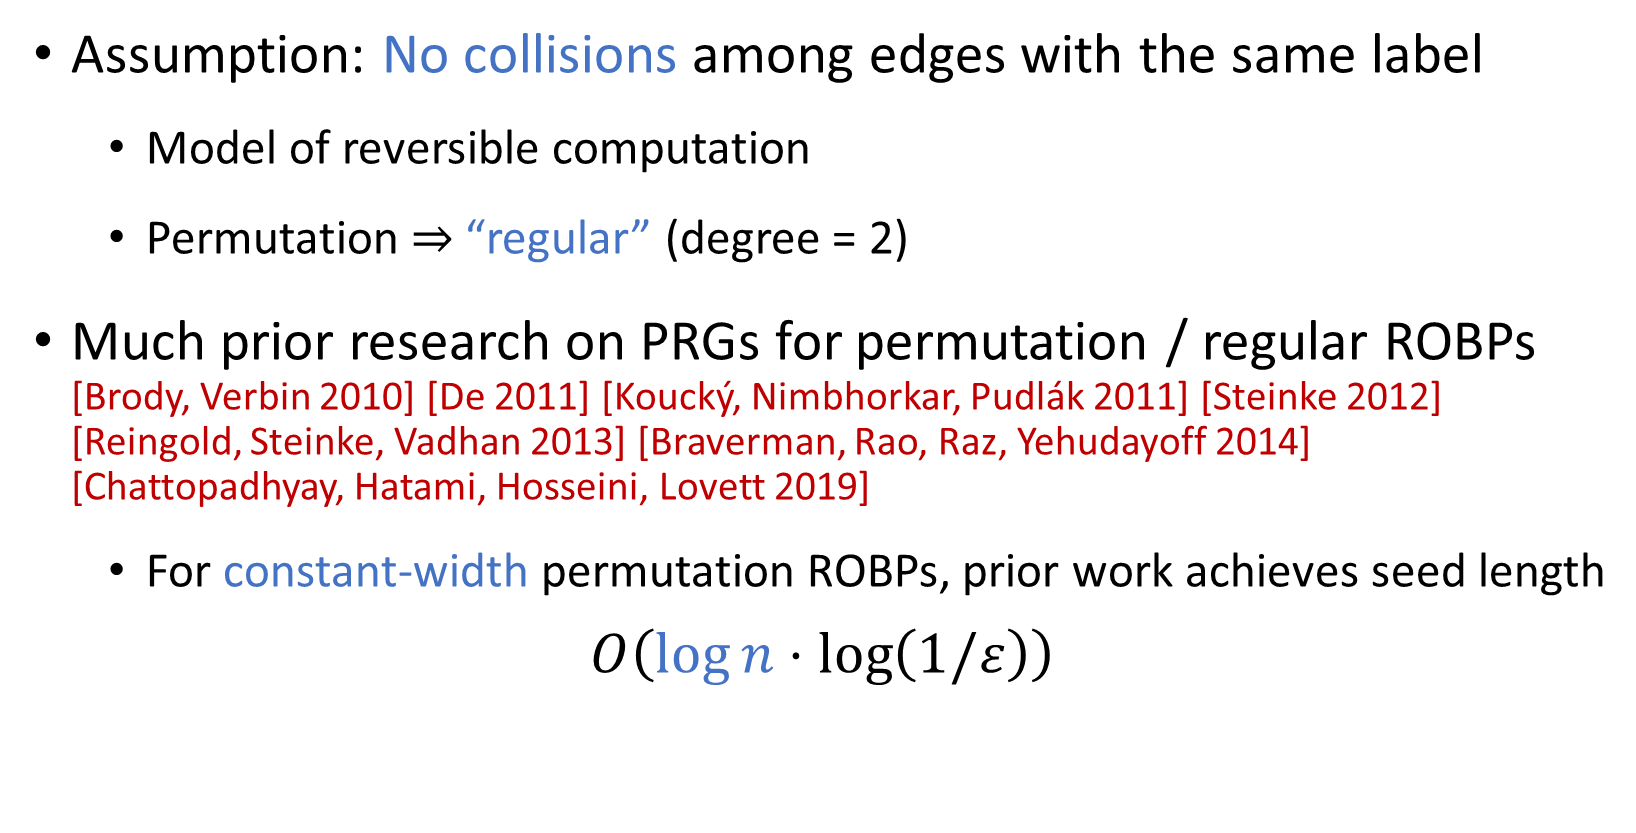 • Assumption: No collisions among edges with the same label
• Model of reversible computation
• Permutation ⇒ “regular” (degree = 2)
• Much prior research on PRGs for permutation / regular ROBPs
[Brody, Verbin 2010] [De 2011] [Koucký, Nimbhorkar, Pudlák 2011] [Steinke 2012]
[Reingold, Steinke, Vadhan 2013] [Braverman, Rao, Raz, Yehudayoff 2014]
[Chattopadhyay, Hatami, Hosseini, Lovett 2019]
• For constant-width permutation ROBPs, prior work achieves seed length
𝑂(log 𝑛 · log(1/𝜀))